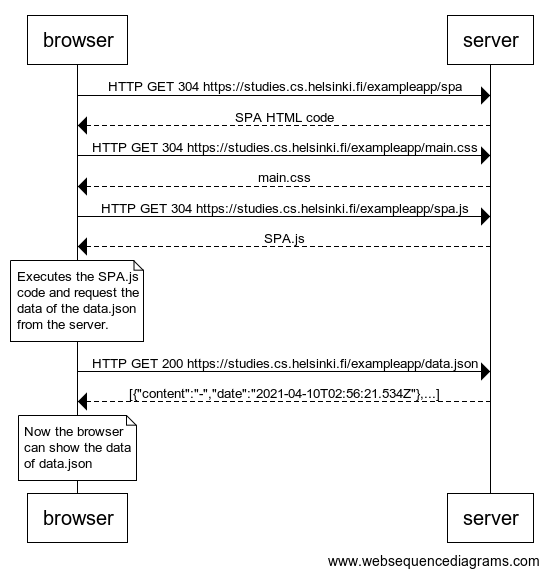 browser
server
HTTP GET 304 https://studies.cs.helsinki.fi/exampleapp/spa
SPA HTML code
HTTP GET 304 https://studies.cs.helsinki.fi/exampleapp/main.css
main.css
HTTP GET 304 https://studies.cs.helsinki.fi/exampleapp/spa.js
SPA.js
Executes the SPA.js
code and request the
data of the data.json
from the server.
HTTP GET 200 https://studies.cs.helsinki.fi/exampleapp/data.json
[{"content":"-","date":"2021-04-10T02:56:21.534Z"},...]
Now the browser
can show the data
of data.json
browser
server
www.websequencediagrams.com